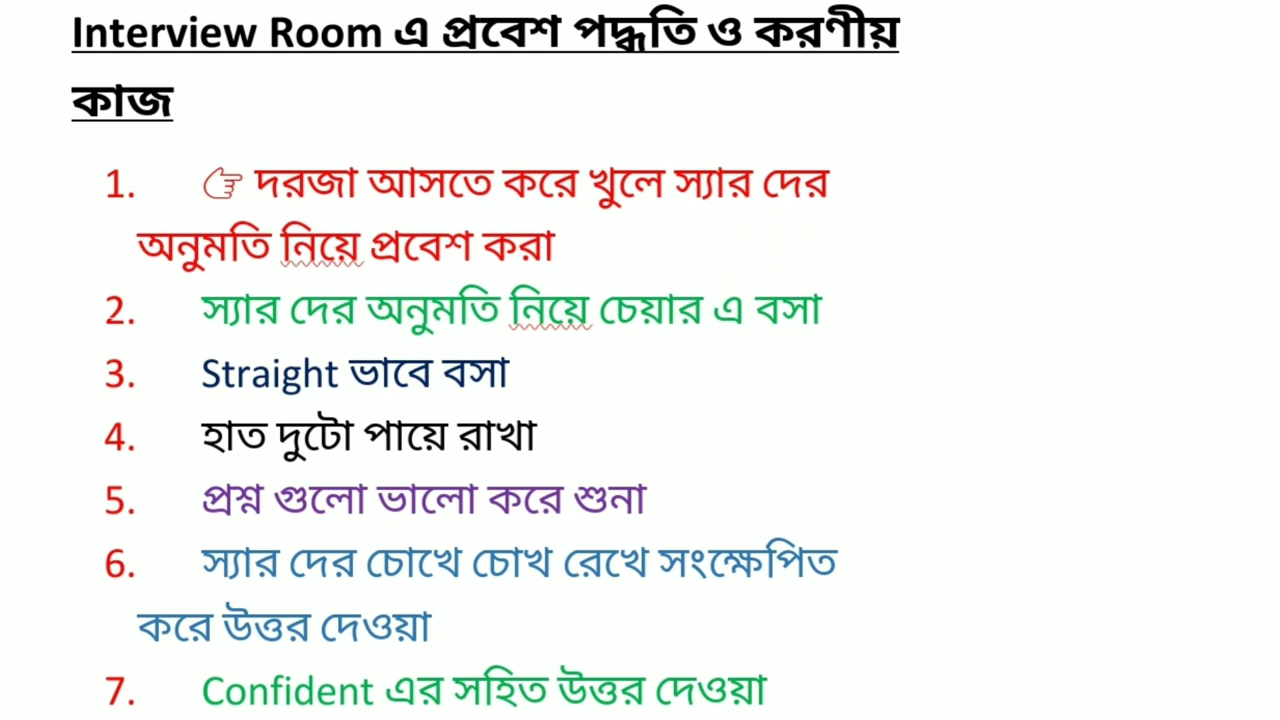 Interview Room এ প্রবেশ পদ্ধতি ও করণীয়
কাজ
1. 👉 দরজা আসতে করে খুলে স্যার দের
অনুমতি নিয়ে প্রবেশ করা
2. স্যার দের অনুমতি নিয়ে চেয়ার এ বসা
3. Straight ভাবে বসা
4. হাত দুটো পায়ে রাখা
5. প্রশ্ন গুলো ভালো করে শুনা
6. স্যার দের চোখে চোখ রেখে সংক্ষেপিত
করে উত্তর দেওয়া
7. Confident এর সহিত উত্তর দেওয়া